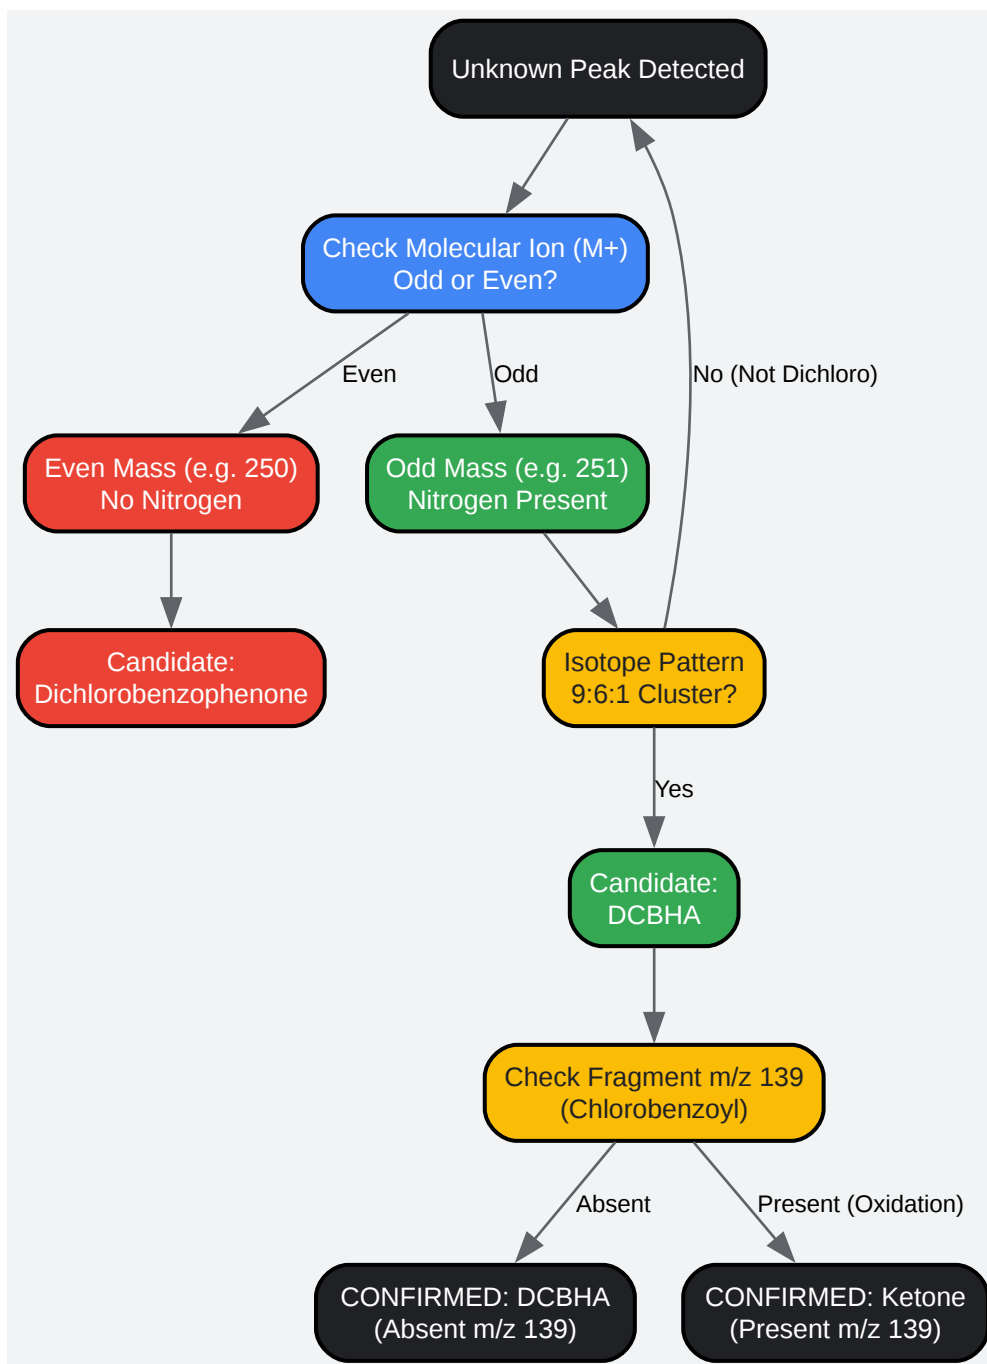 Unknown Peak Detected
Check Molecular Ion (M+)
Odd or Even?
Even
Odd
No (Not Dichloro)
Even Mass (e.g. 250)
No Nitrogen
Odd Mass (e.g. 251)
Nitrogen Present
Candidate:
Dichlorobenzophenone
Isotope Pattern
9:6:1 Cluster?
Yes
Candidate:
DCBHA
Check Fragment m/z 139
(Chlorobenzoyl)
Absent
Present (Oxidation)
CONFIRMED: DCBHA
(Absent m/z 139)
CONFIRMED: Ketone
(Present m/z 139)